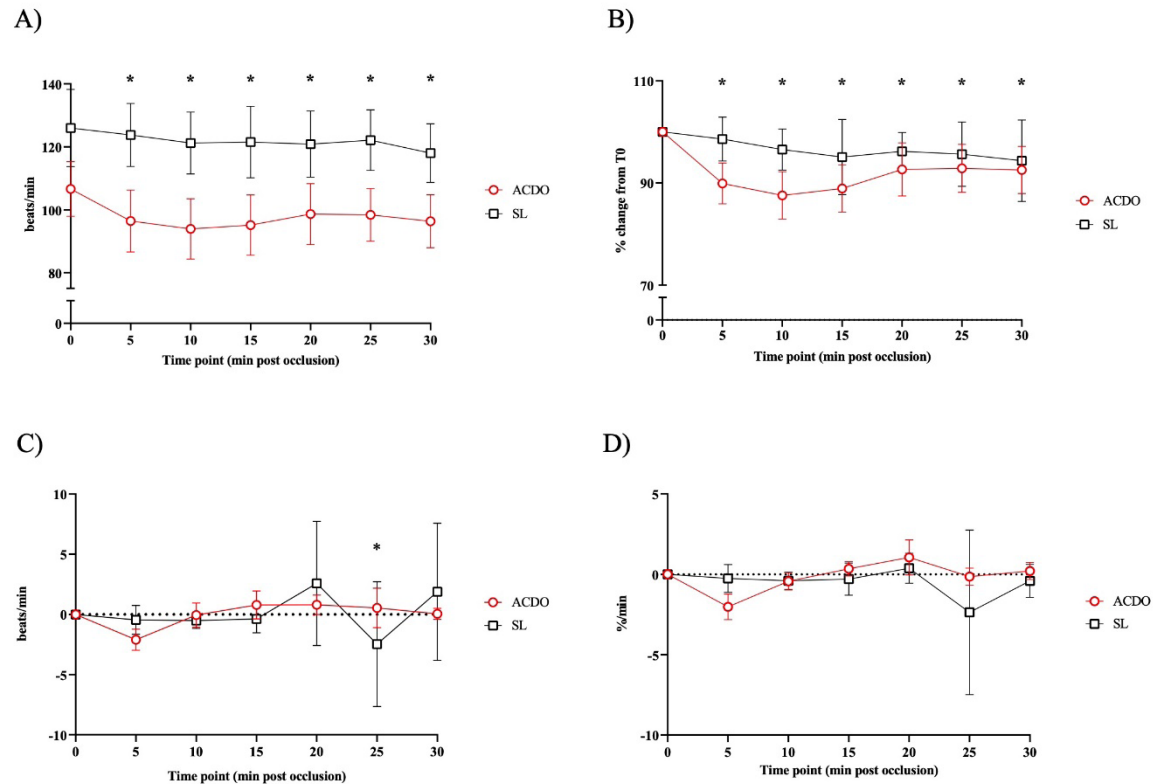 A)
* * * * * *
140
120
100
80
0
beats/min
0 5 10 15 20 25 30
Time point (min post occlusion)
ACDO
SL
B)
* * * * * *
110
90
70
0
% change from T0
0 5 10 15 20 25 30
Time point (min post occlusion)
ACDO
SL
C)
10
5
0
-5
-10
beats/min
*
0 5 10 15 20 25 30
Time point (min post occlusion)
ACDO
SL
D)
5
0
-5
-10
%/min
0 5 10 15 20 25 30
Time point (min post occlusion)
ACDO
SL